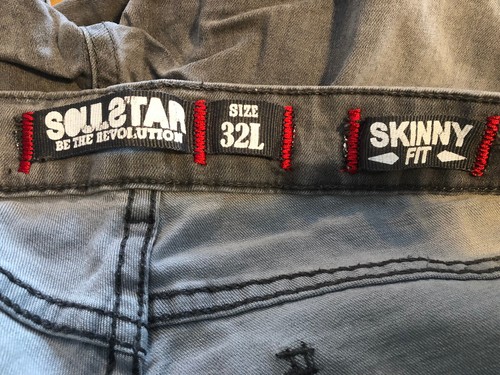 SOULSTAR
BE THE REVOLUTION
SIZE
32L
SKINNY
FIT